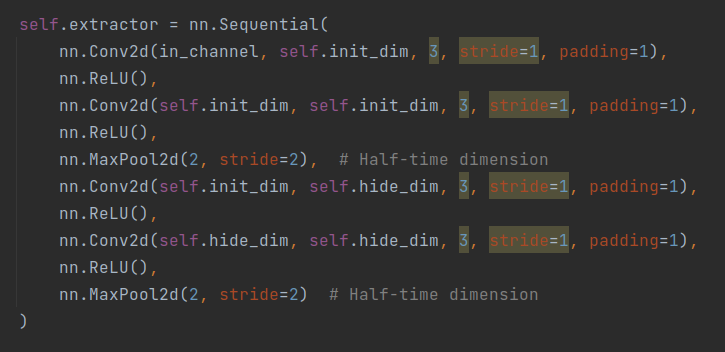 self.extractor = nn.Sequential(
    nn.Conv2d(in_channel, self.init_dim, 3, stride=1, padding=1),
    nn.ReLU(),
    nn.Conv2d(self.init_dim, self.init_dim, 3, stride=1, padding=1),
    nn.ReLU(),
    nn.MaxPool2d(2, stride=2),  # Half-time dimension
    nn.Conv2d(self.init_dim, self.hide_dim, 3, stride=1, padding=1),
    nn.ReLU(),
    nn.Conv2d(self.hide_dim, self.hide_dim, 3, stride=1, padding=1),
    nn.ReLU(),
    nn.MaxPool2d(2, stride=2)  # Half-time dimension
)